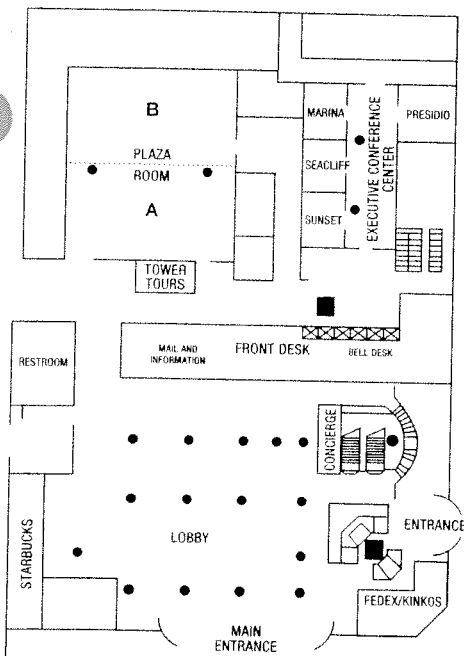 B
PLAZA
ROOM
A
TOWER
TOURS
MARINA
SEACLIFF
SUNSET
EXECUTIVE CONFERENCE
CENTER
PRESIDIO
RESTROOM
MAIL AND
INFORMATION
FRONT DESK
BELL DESK
CONCIERGE
STARBUCKS
LOBBY
ENTRANCE
FEDEX/KINKOS
MAIN
ENTRANCE